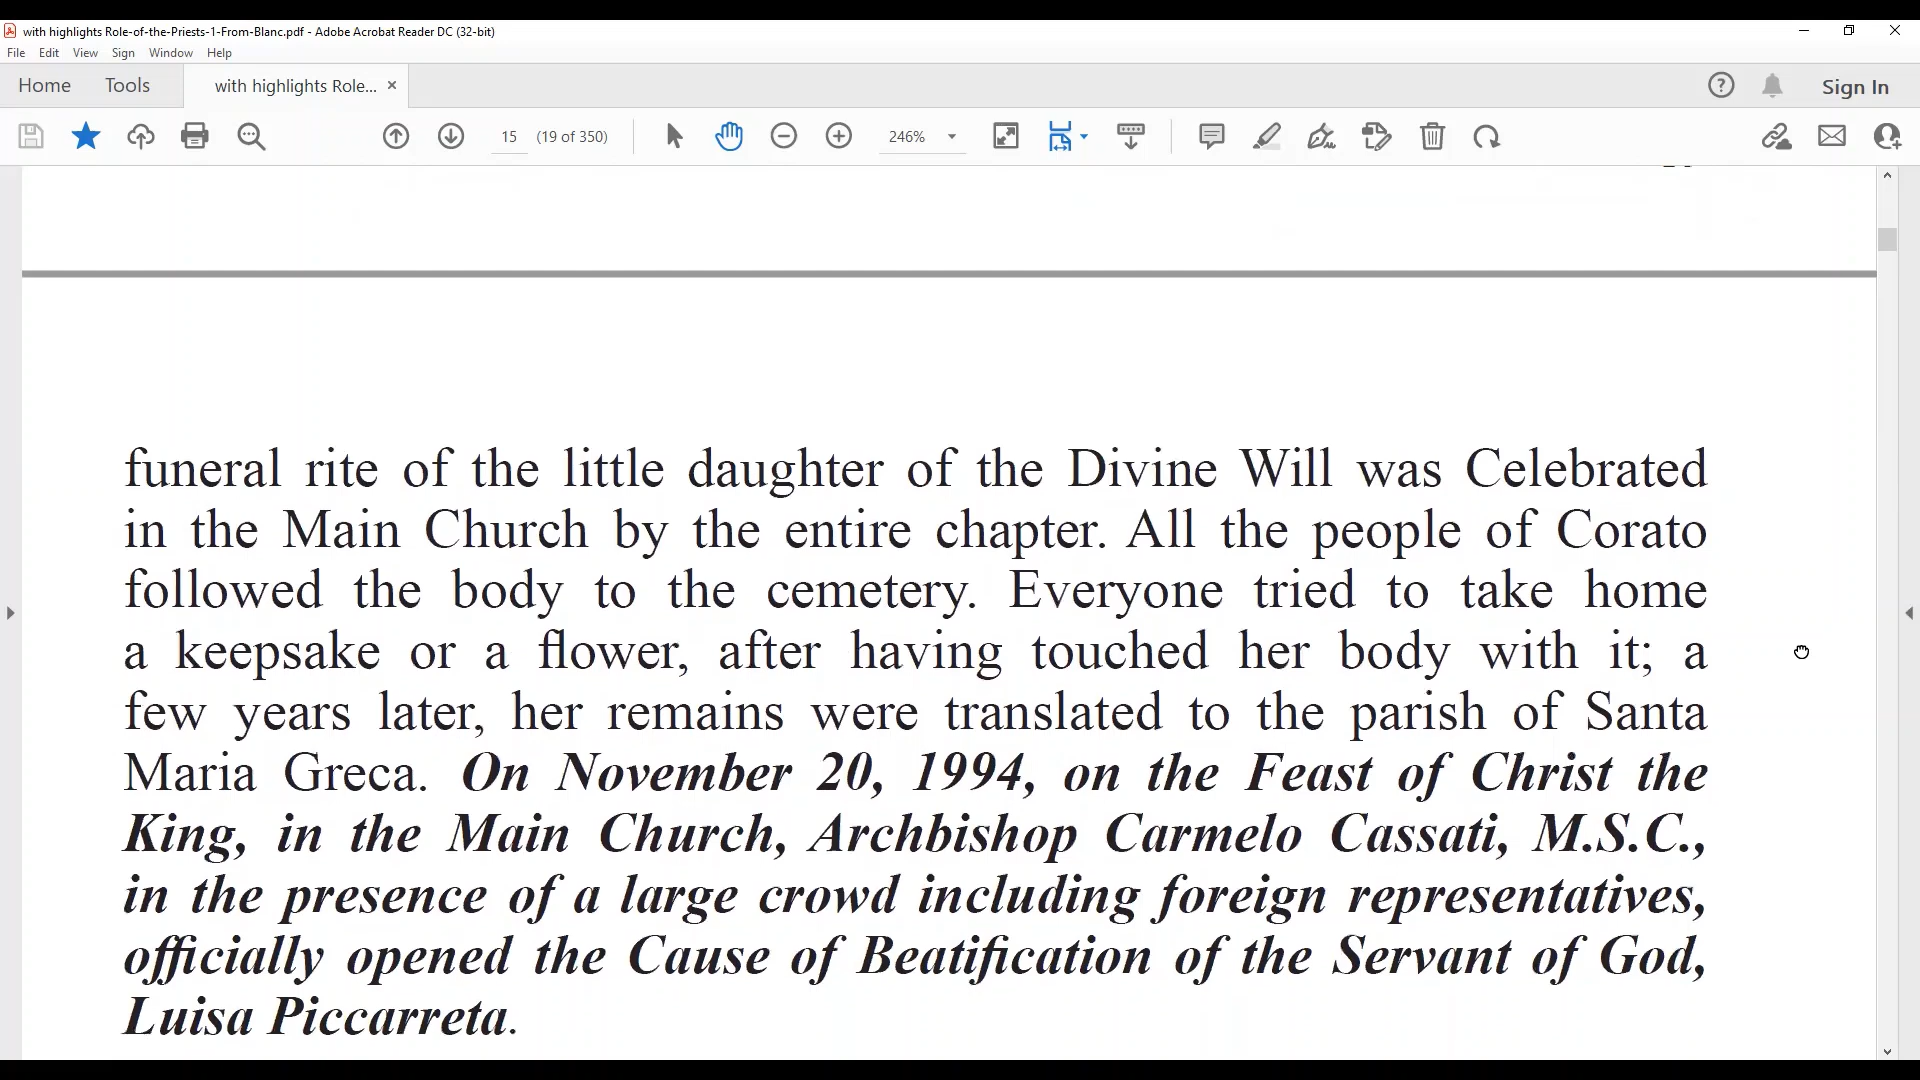 with highlights Role-of-the-Priests-1-From-Blanc.pdf - Adobe Acrobat Reader DC (32-bit)
File Edit View Sign Window Help
Home Tools with highlights Role... × Sign In
15 (19 of 350) 246%
funeral rite of the little daughter of the Divine Will was Celebrated
in the Main Church by the entire chapter. All the people of Corato
followed the body to the cemetery. Everyone tried to take home
a keepsake or a flower, after having touched her body with it; a
few years later, her remains were translated to the parish of Santa
Maria Greca. On November 20, 1994, on the Feast of Christ the
King, in the Main Church, Archbishop Carmelo Cassati, M.S.C.,
in the presence of a large crowd including foreign representatives,
officially opened the Cause of Beatification of the Servant of God,
Luisa Piccarreta.